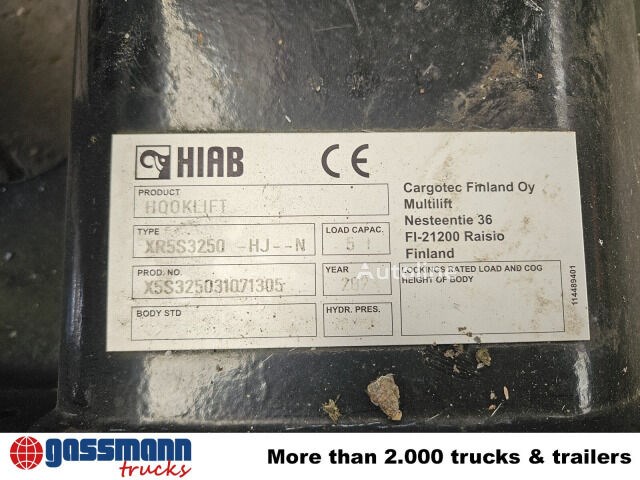 HIAB
CE
PRODUCT
HOOKLIFT
TYPE
XR5S3250 -HJ--N
LOAD CAPAC.
5
PROD. NO.
X5S325031071305
YEAR
BODY STD
HYDR. PRES.
Cargotec Finland Oy
Multilift
Nesteentie 36
FI-21200 Raisio
Finland
LOCKINGS RATED LOAD AND COG
HEIGHT OF BODY
114489401
gassmann
trucks
More than 2.000 trucks & trailers